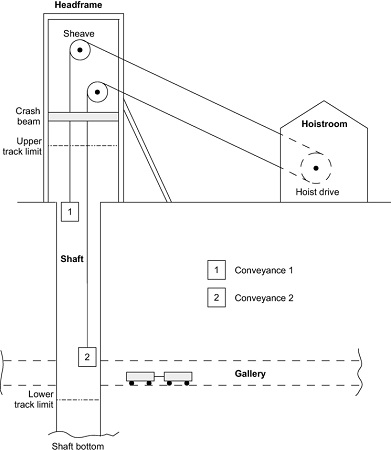 Headframe
Sheave
Crash
beam
Upper
track limit
Hoistroom
Hoist drive
1
Shaft
1 Conveyance 1
2 Conveyance 2
2
Gallery
Lower
track limit
Shaft bottom